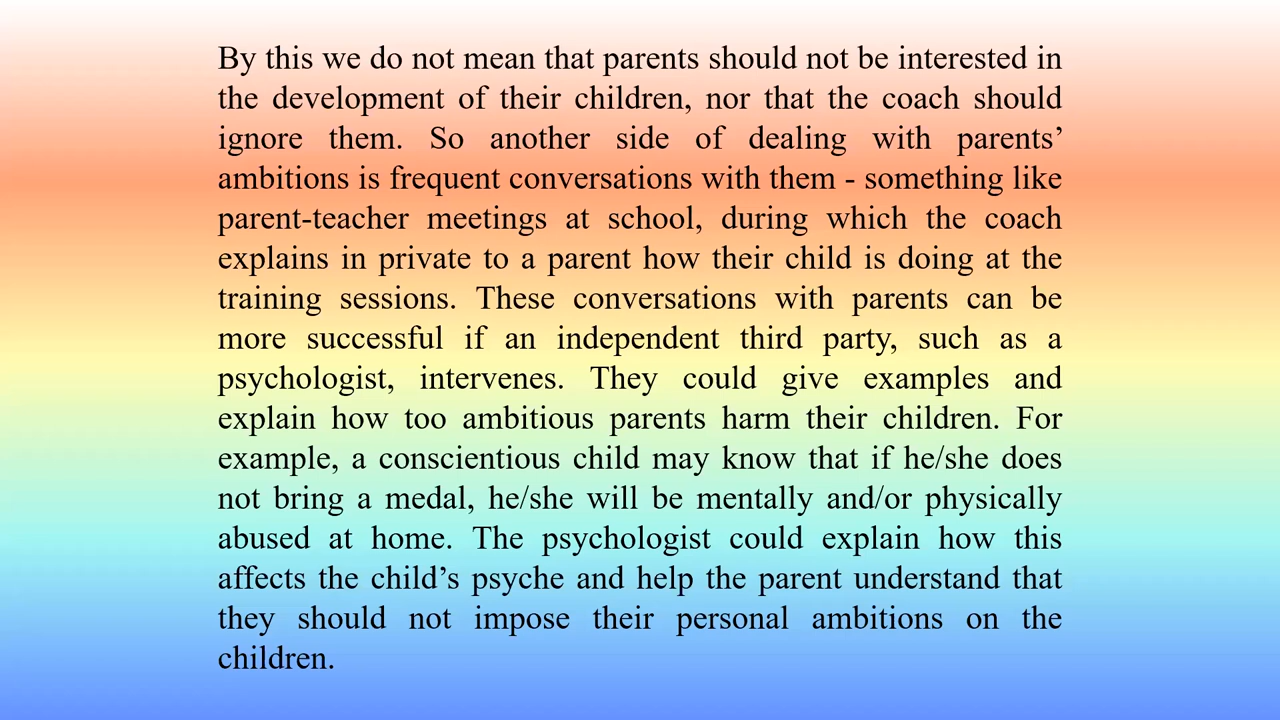 By this we do not mean that parents should not be interested in
the development of their children, nor that the coach should
ignore them. So another side of dealing with parents’
ambitions is frequent conversations with them - something like
parent-teacher meetings at school, during which the coach
explains in private to a parent how their child is doing at the
training sessions. These conversations with parents can be
more successful if an independent third party, such as a
psychologist, intervenes. They could give examples and
explain how too ambitious parents harm their children. For
example, a conscientious child may know that if he/she does
not bring a medal, he/she will be mentally and/or physically
abused at home. The psychologist could explain how this
affects the child’s psyche and help the parent understand that
they should not impose their personal ambitions on the
children.